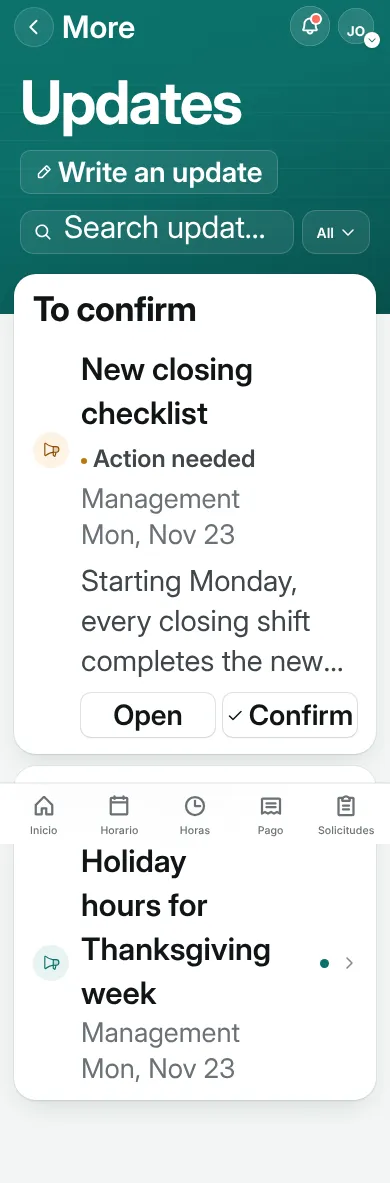 More
JO
Updates
Write an update
Search updat...
All
To confirm
New closing
checklist
• Action needed
Management
Mon, Nov 23
Starting Monday,
every closing shift
completes the new...
Open
Confirm
Inicio
Horario
Horas
Pago
Solicitudes
Holiday
hours for
Thanksgiving
week
Management
Mon, Nov 23